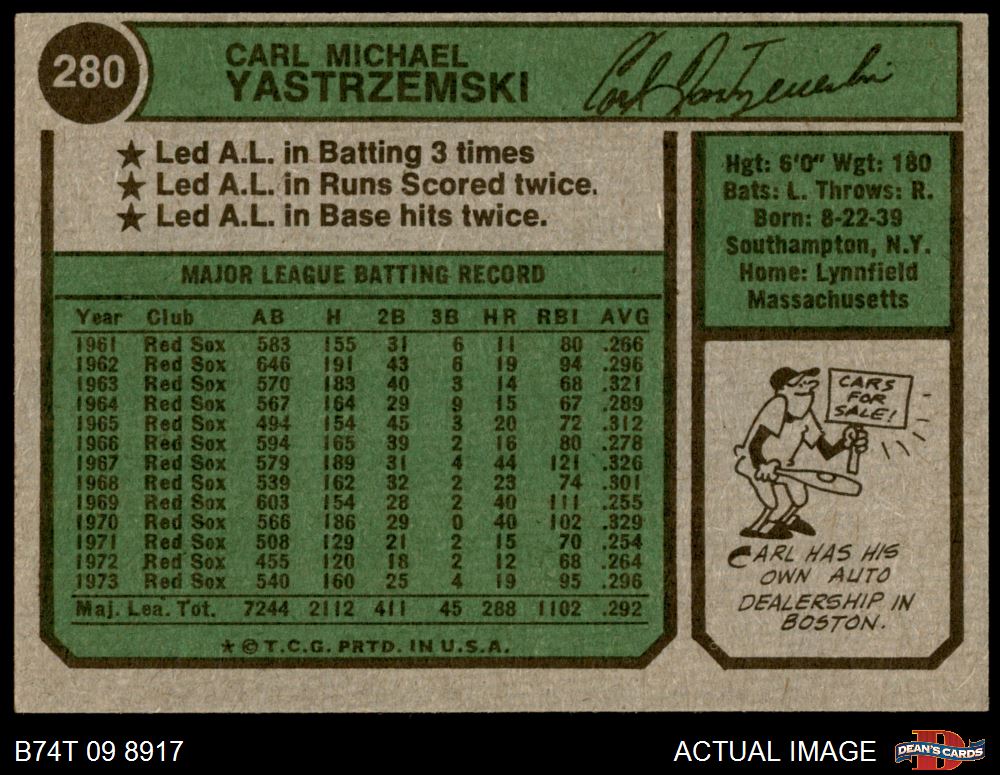 280
CARL MICHAEL
YASTRZEMSKI
Carl Yastrzemski
★ Led A.L. in Batting 3 times
★ Led A.L. in Runs Scored twice.
★ Led A.L. in Base hits twice.
Hgt: 6'0" Wgt: 180
Bats: L. Throws: R.
Born: 8-22-39
Southampton, N.Y.
Home: Lynnfield
Massachusetts
MAJOR LEAGUE BATTING RECORD
Year Club AB H 2B 3B HR RBI AVG
1961 Red Sox 583 155 31 6 11 80 .266
1962 Red Sox 646 191 43 6 19 94 .296
1963 Red Sox 570 183 40 3 14 68 .321
1964 Red Sox 567 164 29 9 15 67 .289
1965 Red Sox 494 154 45 3 20 72 .312
1966 Red Sox 594 165 39 2 16 80 .278
1967 Red Sox 579 189 31 4 44 121 .326
1968 Red Sox 539 162 32 2 23 74 .301
1969 Red Sox 603 154 28 2 40 111 .255
1970 Red Sox 566 186 29 0 40 102 .329
1971 Red Sox 508 129 21 2 15 70 .254
1972 Red Sox 455 120 18 2 12 68 .264
1973 Red Sox 540 160 25 4 19 95 .296
Maj. Lea. Tot. 7244 2112 411 45 288 1102 .292
★ © T.C.G. PRTD. IN U.S.A.
CARS
FOR
SALE!
CARL HAS HIS
OWN AUTO
DEALERSHIP IN
BOSTON.
B74T 09 8917
ACTUAL IMAGE
D
DEAN'S CARDS